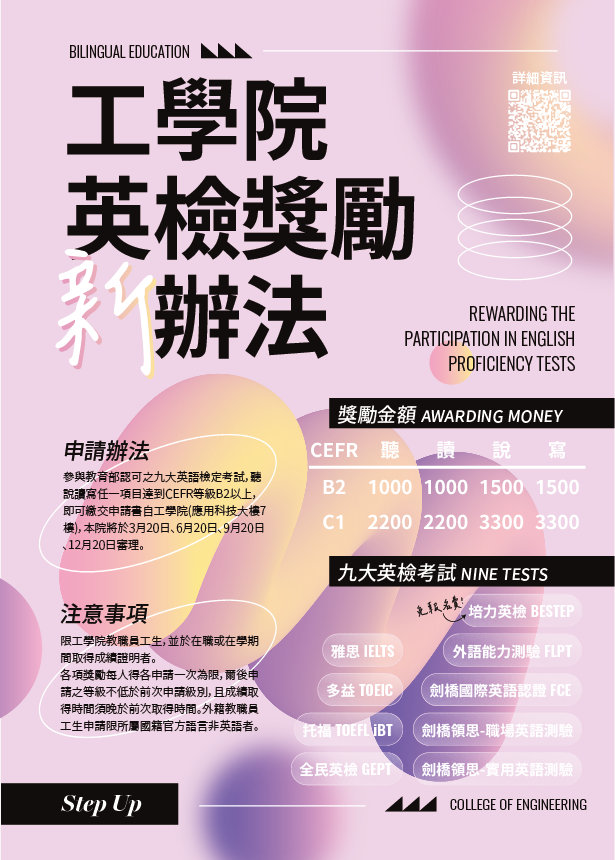 BILINGUAL EDUCATION
詳細資訊
工學院
英檢獎勵
新辦法
REWARDING THE
PARTICIPATION IN ENGLISH
PROFICIENCY TESTS
獎勵金額 AWARDING MONEY
CEFR 聽 讀 說 寫
B2 1000 1000 1500 1500
C1 2200 2200 3300 3300
申請辦法
參與教育部認可之九大英語檢定考試,聽
說讀寫任一項目達到CEFR等級B2以上,
即可繳交申請書自工學院(應用科技大樓7
樓),本院將於3月20日、6月20日、9月20日
、12月20日審理。
注意事項
限工學院教職員工生,並於在職或在學期
間取得成績證明者。
各項獎勵每人得各申請一次為限,爾後申
請之等級不低於前次申請級別,且成績取
得時間須晚於前次取得時間。外籍教職員
工生申請限所屬國籍官方語言非英語者。
九大英檢考試 NINE TESTS
免報名費!
培力英檢 BESTEP
雅思 IELTS
外語能力測驗 FLPT
多益 TOEIC
劍橋國際英語認證 FCE
托福 TOEFL iBT
劍橋領思-職場英語測驗
全民英檢 GEPT
劍橋領思-實用英語測驗
Step Up
COLLEGE OF ENGINEERING